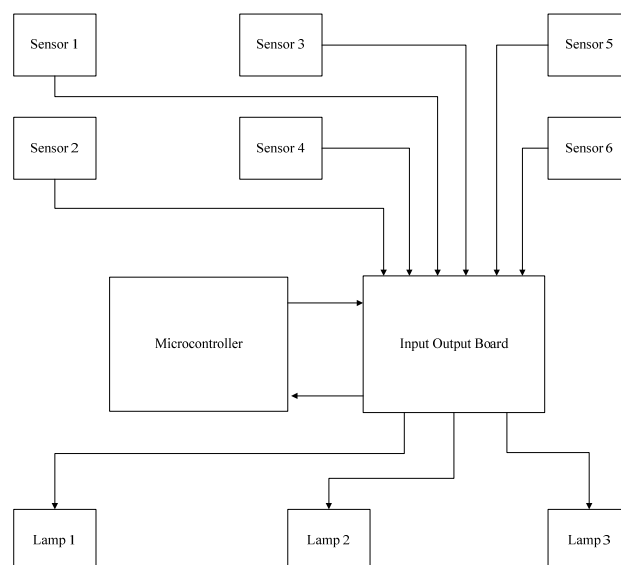 Sensor 1
Sensor 3
Sensor 5
Sensor 2
Sensor 4
Sensor 6
Microcontroller
Input Output Board
Lamp 1
Lamp 2
Lamp 3